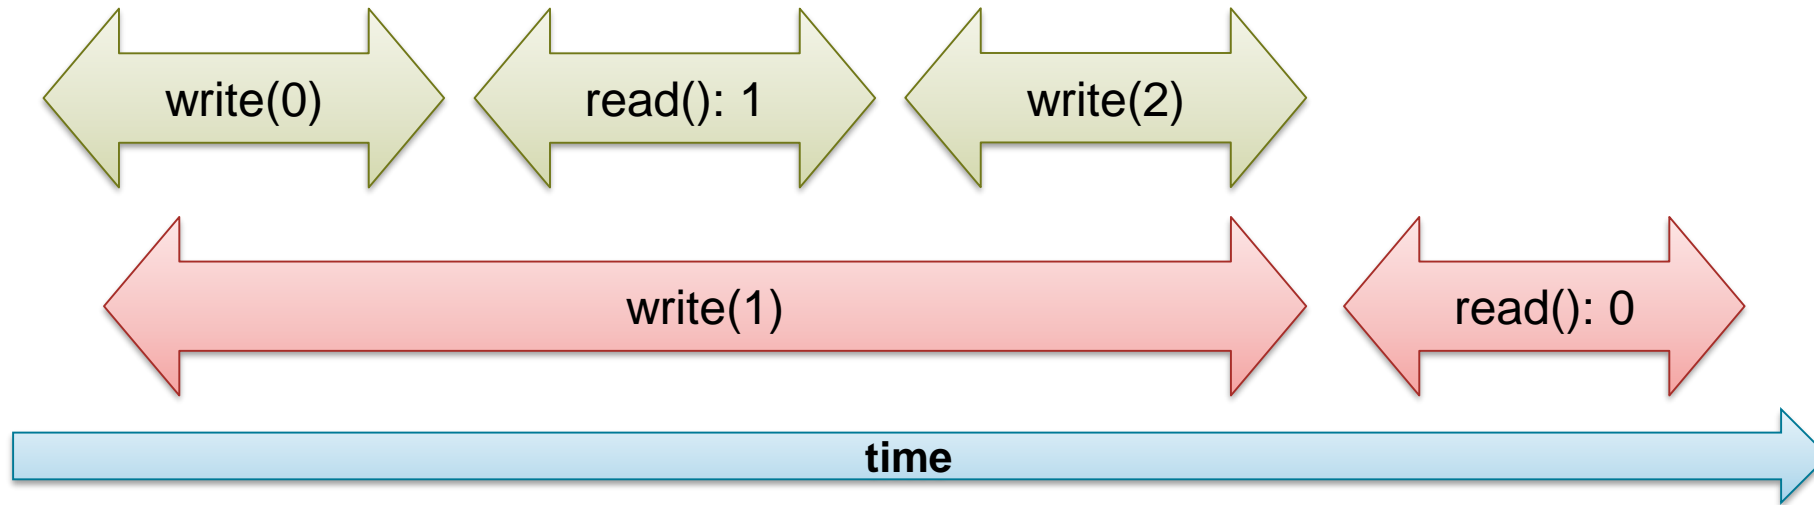 write(0)
read(): 1
write(2)
write(1)
read(): 0
time